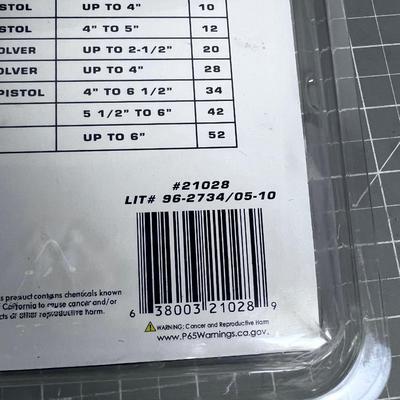 ISTOL UP TO 4" 10
ISTOL 4" TO 5" 12
OLVER UP TO 2-1/2" 20
OLVER UP TO 4" 28
PISTOL 4" TO 6 1/2" 34
5 1/2" TO 6" 42
UP TO 6" 52
#21028
LIT# 96-2734/05-10
s product contains chemicals known
f California to cause cancer and/or
cts or other reproductive harm.
6 38003 21028 9
WARNING: Cancer and Reproductive Harm
www.P65Warnings.ca.gov.